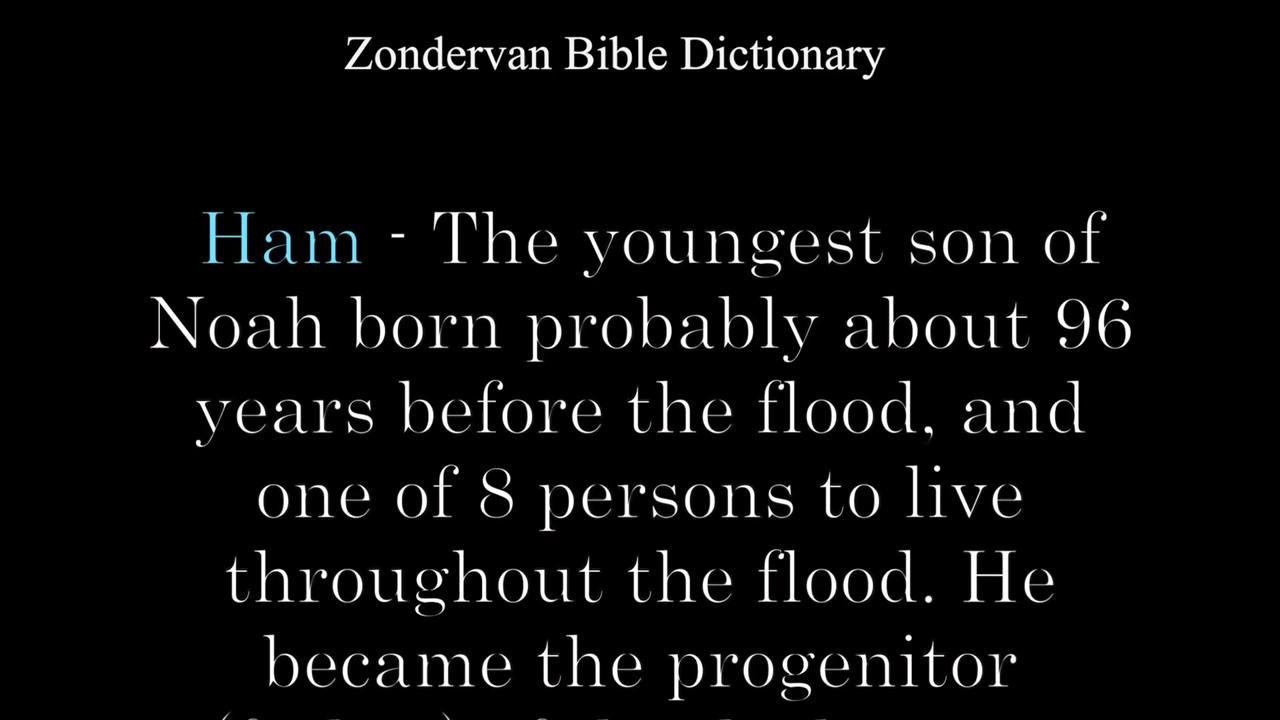 Zondervan Bible Dictionary
Ham - The youngest son of
Noah born probably about 96
years before the flood, and
one of 8 persons to live
throughout the flood. He
became the progenitor